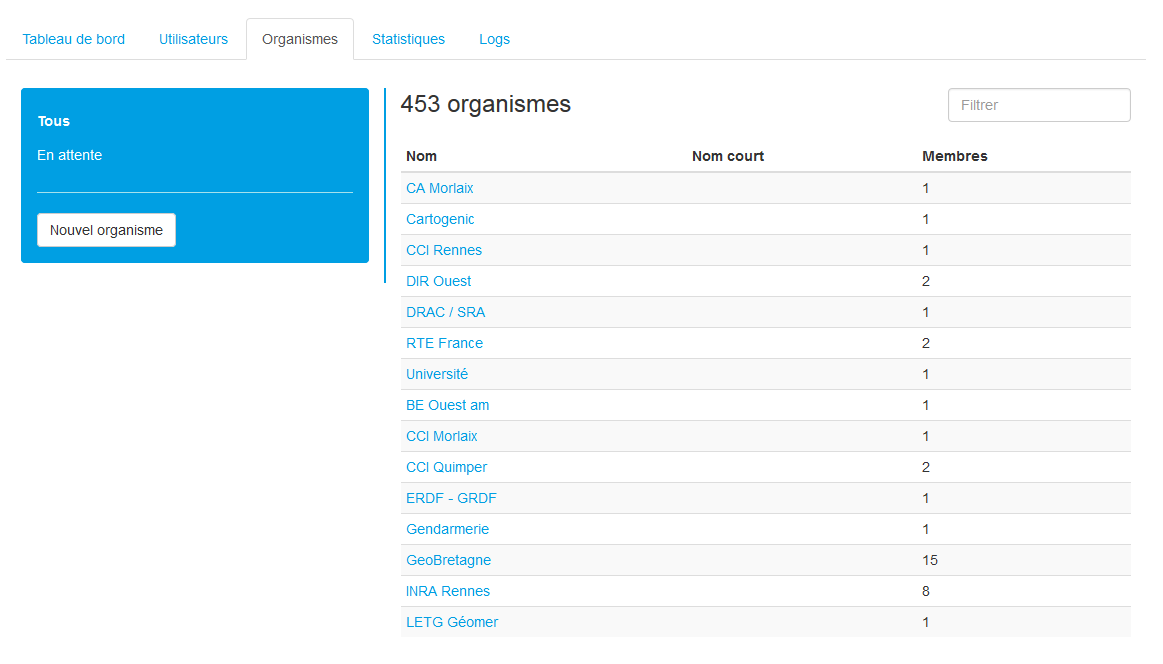 Tableau de bord Utilisateurs Organismes Statistiques Logs
Tous
En attente
Nouvel organisme
453 organismes Filtrer
Nom Nom court Membres
CA Morlaix 1
Cartogenic 1
CCI Rennes 1
DIR Ouest 2
DRAC / SRA 1
RTE France 2
Université 1
BE Ouest am 1
CCI Morlaix 1
CCI Quimper 2
ERDF - GRDF 1
Gendarmerie 1
GeoBretagne 15
INRA Rennes 8
LETG Géomer 1